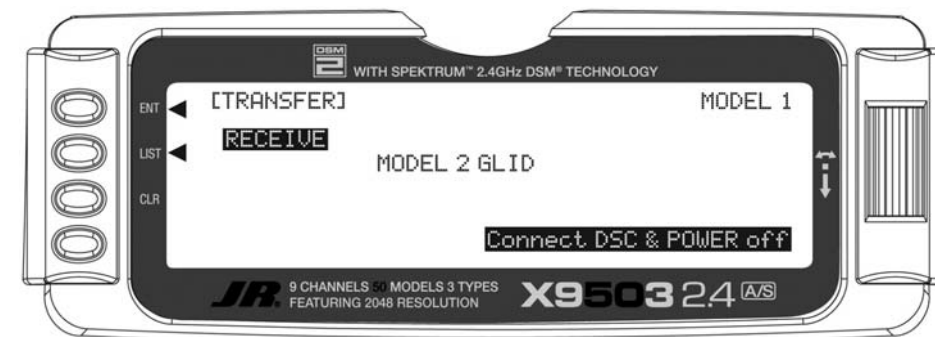 DSM
2 WITH SPEKTRUM™ 2.4GHz DSM® TECHNOLOGY
ENT [TRANSFER] MODEL 1
LIST RECEIVE
MODEL 2 GLID
CLR
Connect DSC & POWER off
JR® 9 CHANNELS 50 MODELS 3 TYPES
FEATURING 2048 RESOLUTION
X9503 2.4 A/S